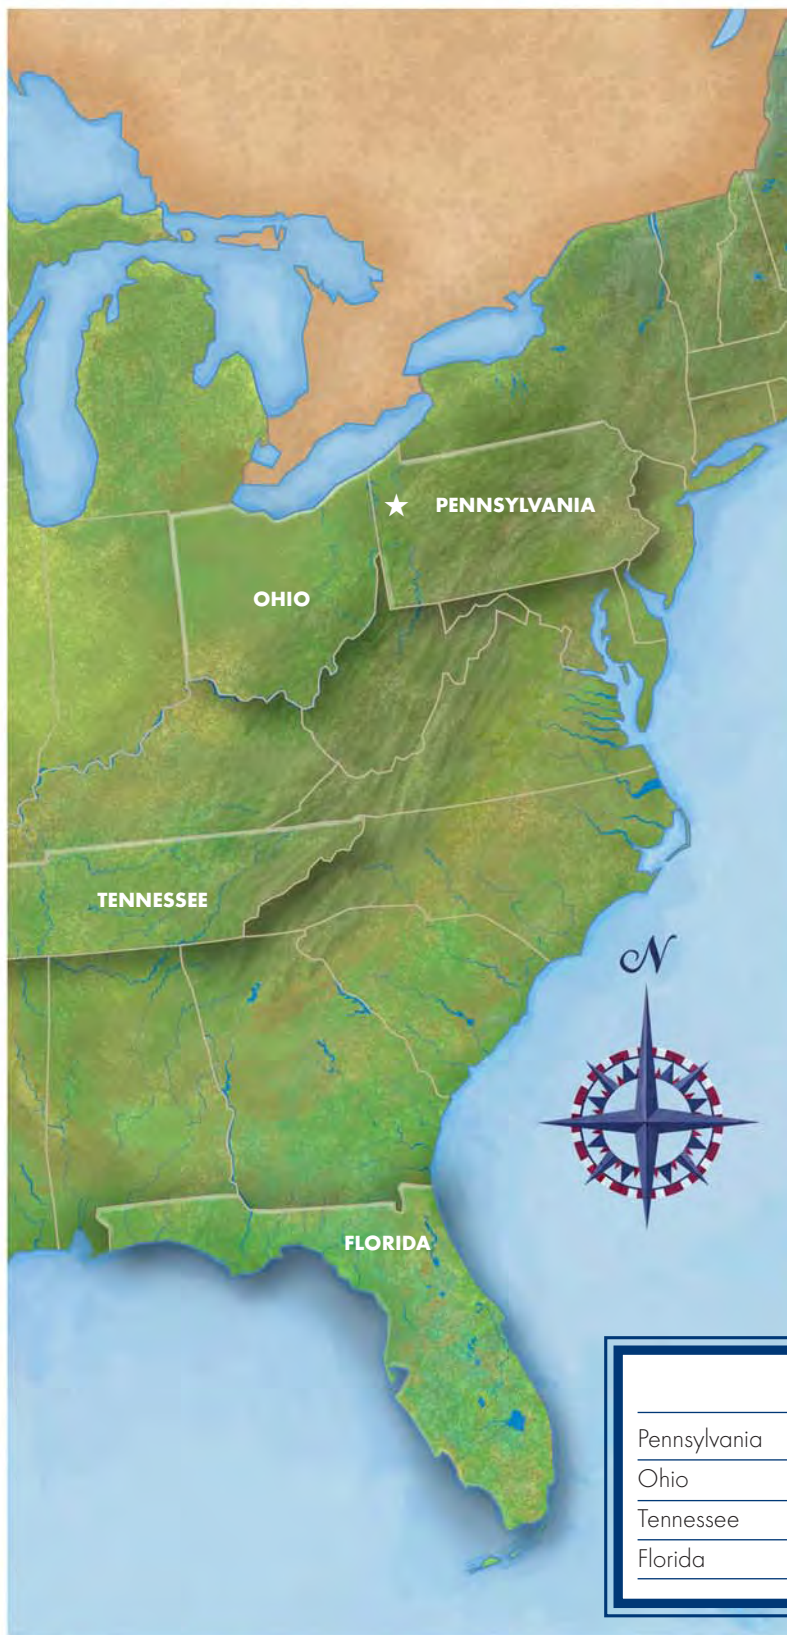 PENNSYLVANIA
OHIO
TENNESSEE
N
FLORIDA
Pennsylvania
Ohio
Tennessee
Florida